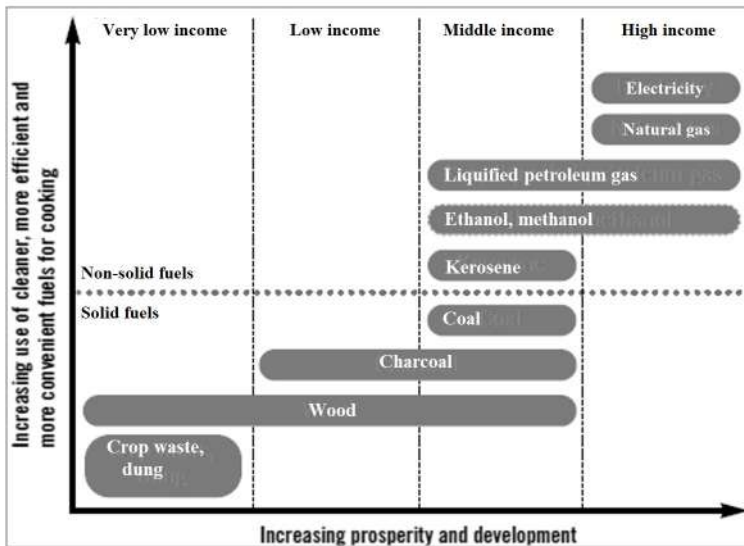 Very low income
Low income
Middle income
High income
Electricity
Natural gas
Liquified petroleum gas
Ethanol, methanol
Kerosene
Non-solid fuels
Solid fuels
Coal
Charcoal
Wood
Crop waste,
dung
Increasing use of cleaner, more efficient and
more convenient fuels for cooking
Increasing prosperity and development